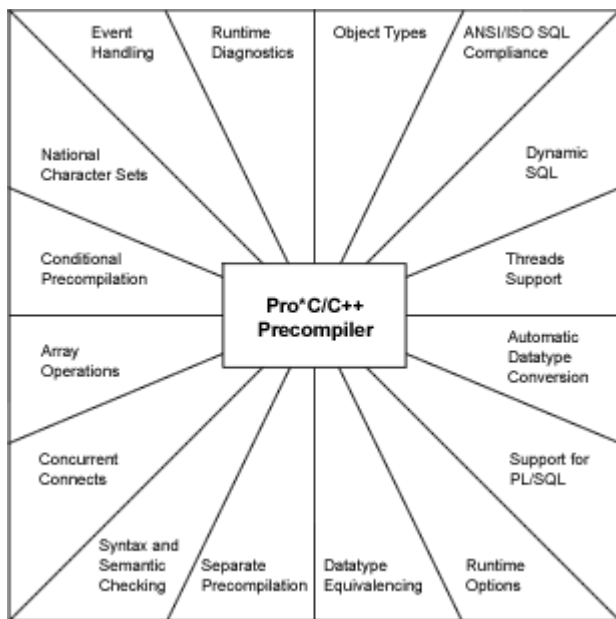 Event
Handling
Runtime
Diagnostics
Object Types
ANSI/ISO SQL
Compliance
National
Character Sets
Dynamic
SQL
Conditional
Precompilation
Threads
Support
Pro*C/C++
Precompiler
Array
Operations
Automatic
Datatype
Conversion
Concurrent
Connects
Support for
PL/SQL
Syntax and
Semantic
Checking
Separate
Precompilation
Datatype
Equivalencing
Runtime
Options